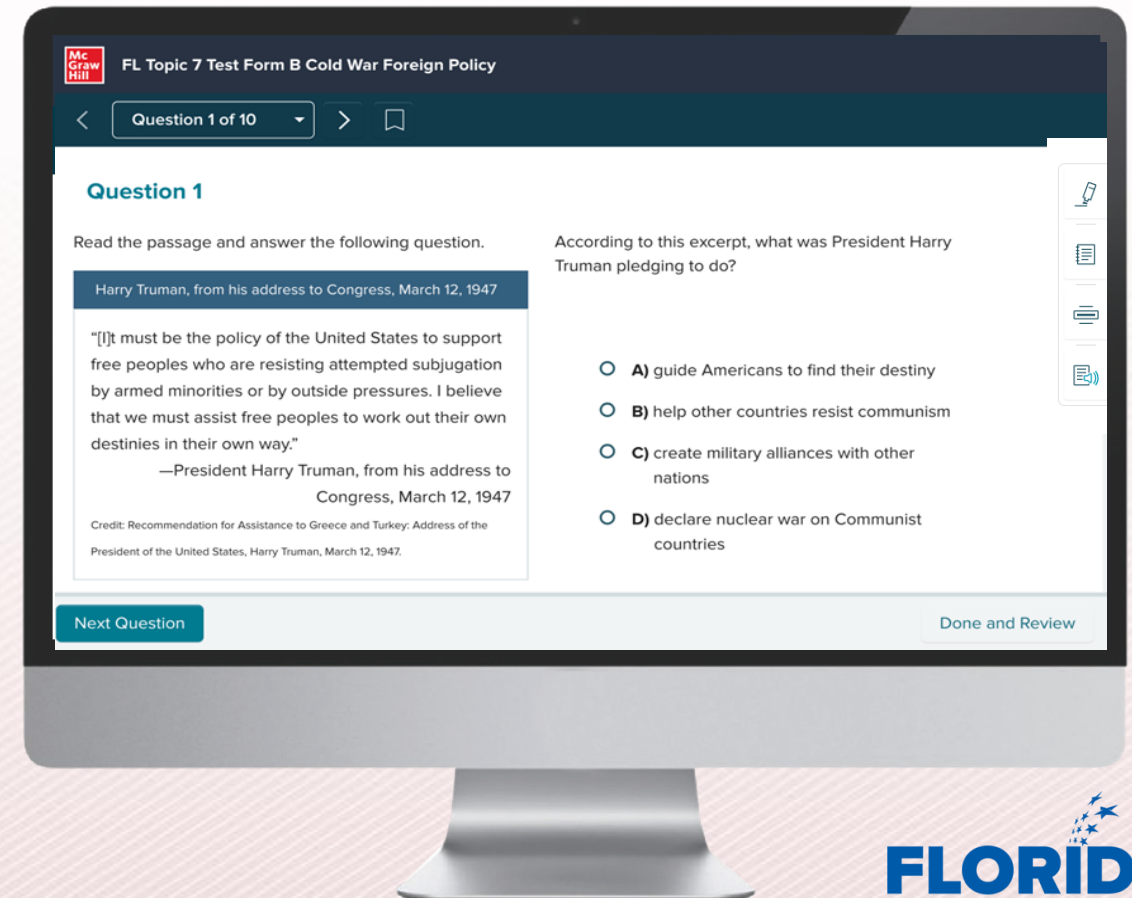 Mc
Graw
Hill
FL Topic 7 Test Form B Cold War Foreign Policy
Question 1 of 10
Question 1
Read the passage and answer the following question.
Harry Truman, from his address to Congress, March 12, 1947
“[I]t must be the policy of the United States to support
free peoples who are resisting attempted subjugation
by armed minorities or by outside pressures. I believe
that we must assist free peoples to work out their own
destinies in their own way.”
—President Harry Truman, from his address to
Congress, March 12, 1947
Credit: Recommendation for Assistance to Greece and Turkey: Address of the
President of the United States, Harry Truman, March 12, 1947.
According to this excerpt, what was President Harry
Truman pledging to do?
A) guide Americans to find their destiny
B) help other countries resist communism
C) create military alliances with other
nations
D) declare nuclear war on Communist
countries
Next Question
Done and Review
FLORID